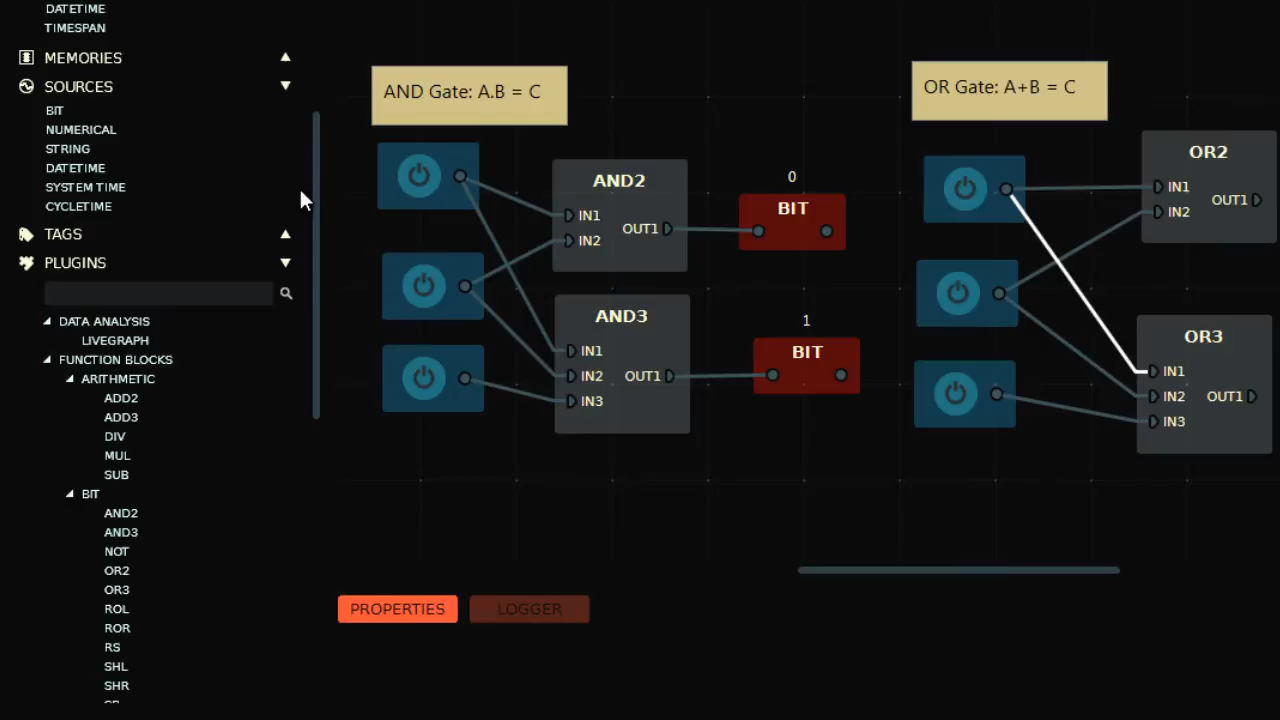 DATETIME
TIMESPAN
MEMORIES
SOURCES
BIT
NUMERICAL
STRING
DATETIME
SYSTEM TIME
CYCLETIME
TAGS
PLUGINS
DATA ANALYSIS
LIVEGRAPH
FUNCTION BLOCKS
ARITHMETIC
ADD2
ADD3
DIV
MUL
SUB
BIT
AND2
AND3
NOT
OR2
OR3
ROL
ROR
RS
SHL
SHR
AND Gate: A.B = C
AND2
IN1
IN2
OUT1
0
BIT
AND3
IN1
IN2
OUT1
IN3
1
BIT
OR Gate: A+B = C
OR2
IN1
IN2
OUT1
OR3
IN1
IN2
OUT1
IN3
PROPERTIES
LOGGER